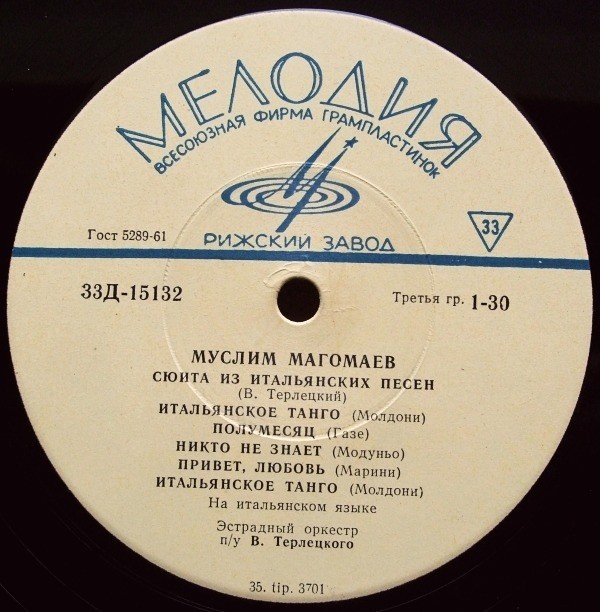 МЕЛОДИЯ
ВСЕСОЮЗНАЯ ФИРМА ГРАМПЛАСТИНОК
Гост 5289-61
33
РИЖСКИЙ ЗАВОД
33Д-15132
Третья гр. 1-30
МУСЛИМ МАГОМАЕВ
СЮИТА ИЗ ИТАЛЬЯНСКИХ ПЕСЕН
(В. Терлецкий)
ИТАЛЬЯНСКОЕ ТАНГО (Молдони)
ПОЛУМЕСЯЦ (Газе)
НИКТО НЕ ЗНАЕТ (Модуньо)
ПРИВЕТ, ЛЮБОВЬ (Марини)
ИТАЛЬЯНСКОЕ ТАНГО (Молдони)
На итальянском языке
Эстрадный оркестр
п/у В. Терлецкого
35. tip. 3701